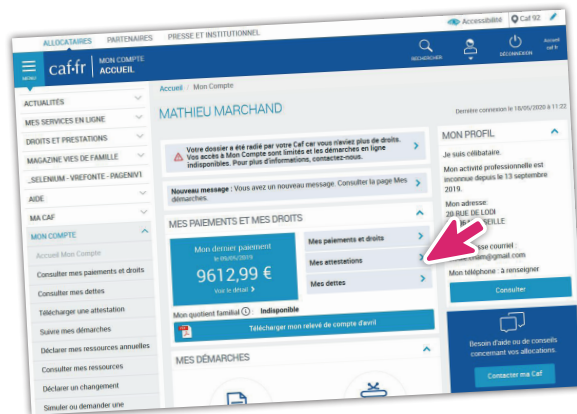 ALLOCATAIRES PARTENAIRES PRESSE ET INSTITUTIONNEL
Accessibilité Caf 92
MENU
caf.fr MON COMPTE
ACCUEIL
RECHERCHER
DÉCONNEXION
Accueil
caf.fr
Accueil / Mon Compte
ACTUALITÉS
MES SERVICES EN LIGNE
DROITS ET PRESTATIONS
MAGAZINE VIES DE FAMILLE
_SELENIUM - VREFONTE - PAGENIV1
AIDE
MA CAF
MON COMPTE
Accueil Mon Compte
Consulter mes paiements et droits
Consulter mes dettes
Télécharger une attestation
Suivre mes démarches
Déclarer mes ressources annuelles
Consulter mes ressources
Déclarer un changement
Simuler ou demander une
MATHIEU MARCHAND
Dernière connexion le 18/05/2020 à 11:22
Votre dossier a été radié par votre Caf car vous n'aviez plus de droits.
Vos accès à Mon Compte sont limités et les démarches en ligne
indisponibles. Pour plus d'informations, contactez-nous.
Nouveau message : Vous avez un nouveau message. Consulter la page Mes
démarches.
MES PAIEMENTS ET MES DROITS
Mon dernier paiement
le 05/05/2019
9612,99 €
Voir le détail
Mes paiements et droits
Mes attestations
Mes dettes
Mon quotient familial Indisponible
Télécharger mon relevé de compte d'avril
MES DÉMARCHES
MON PROFIL
Je suis célibataire.
Mon activité professionnelle est
inconnue depuis le 13 septembre
2019.
Mon adresse
20 RUE DE LODI
Mon téléphone : à renseigner
Consulter
Besoin d'aide ou de conseils
concernant vos allocations.
Contacter ma Caf